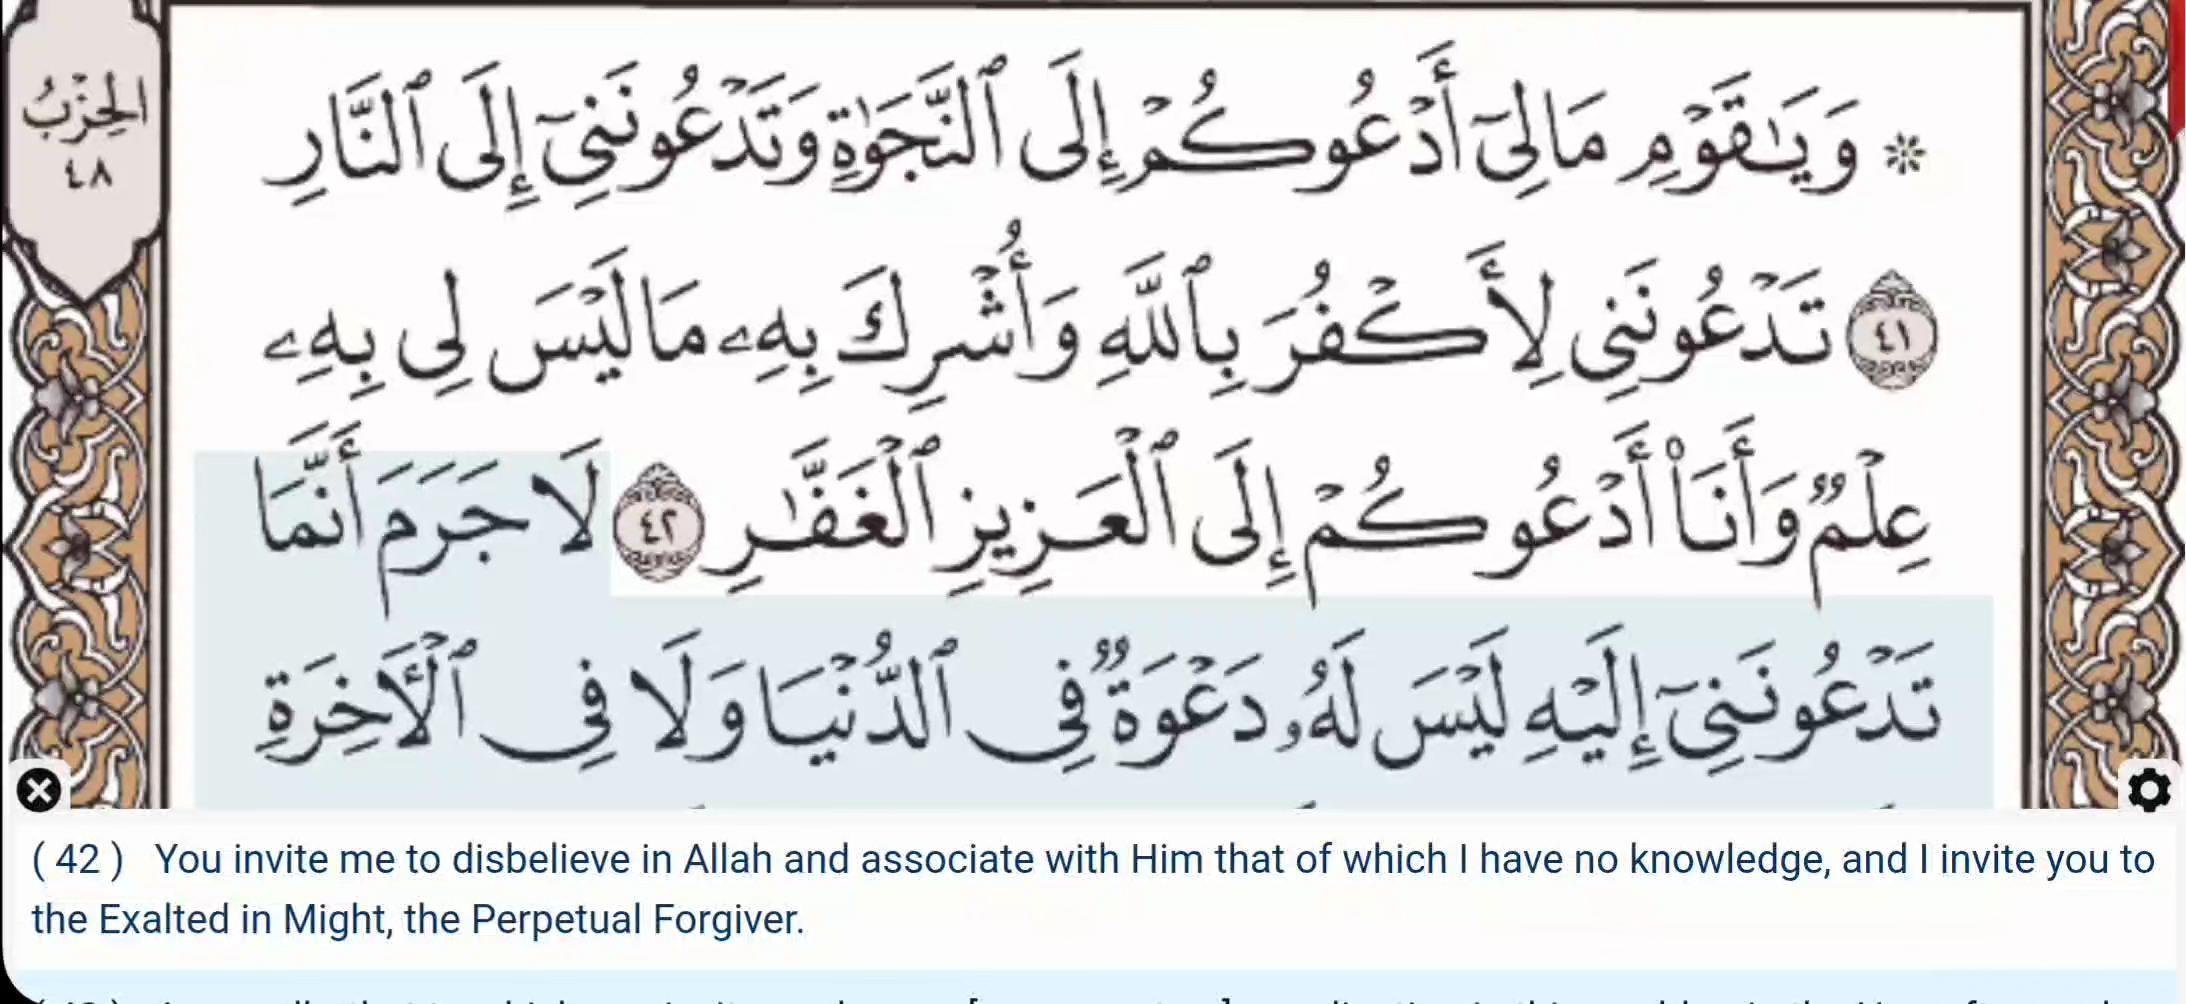 الحِزْبُ
٤٨
* وَيَٰقَوْمِ مَا لِىٓ أَدْعُوكُمْ إِلَى ٱلنَّجَوٰةِ وَتَدْعُونَنِىٓ إِلَى ٱلنَّارِ
٤١ تَدْعُونَنِى لِأَكْفُرَ بِٱللَّهِ وَأُشْرِكَ بِهِۦ مَا لَيْسَ لِى بِهِۦ
عِلْمٌ وَأَنَا۠ أَدْعُوكُمْ إِلَى ٱلْعَزِيزِ ٱلْغَفَّٰرِ ٤٢ لَا جَرَمَ أَنَّمَا
تَدْعُونَنِىٓ إِلَيْهِ لَيْسَ لَهُۥ دَعْوَةٌ فِى ٱلدُّنْيَا وَلَا فِى ٱلْأَخِرَةِ
( 42 ) You invite me to disbelieve in Allah and associate with Him that of which I have no knowledge, and I invite you to
the Exalted in Might, the Perpetual Forgiver.